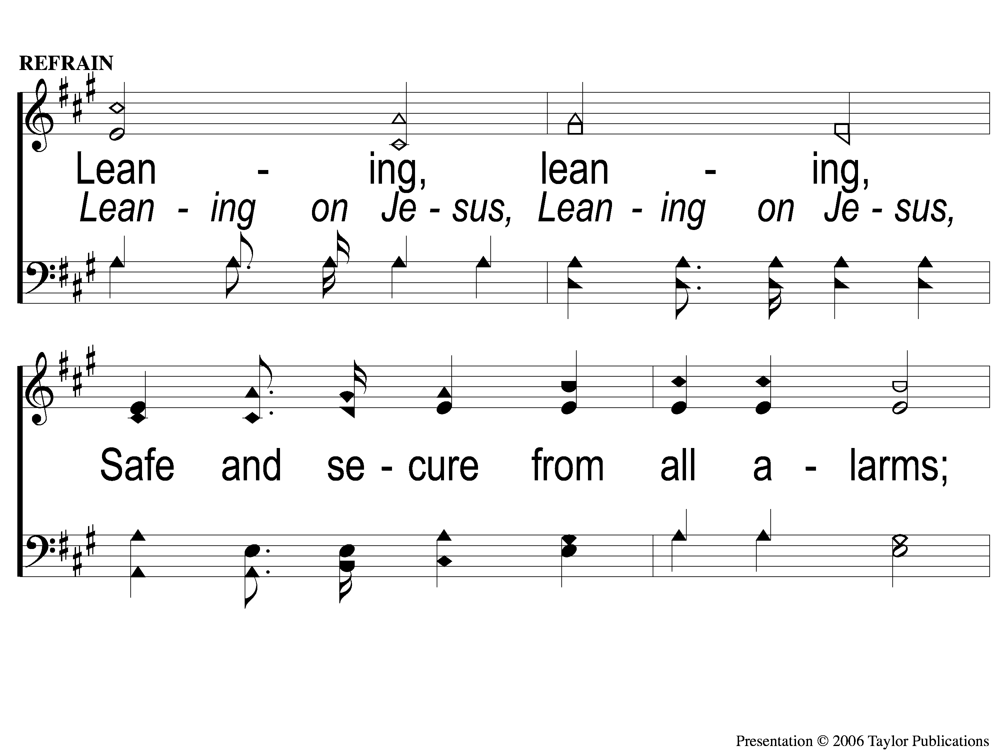 REFRAIN
Lean - ing, lean - ing,
Lean - ing on Je - sus, Lean - ing on Je - sus,
Safe and se - cure from all a - larms;
Presentation © 2006 Taylor Publications